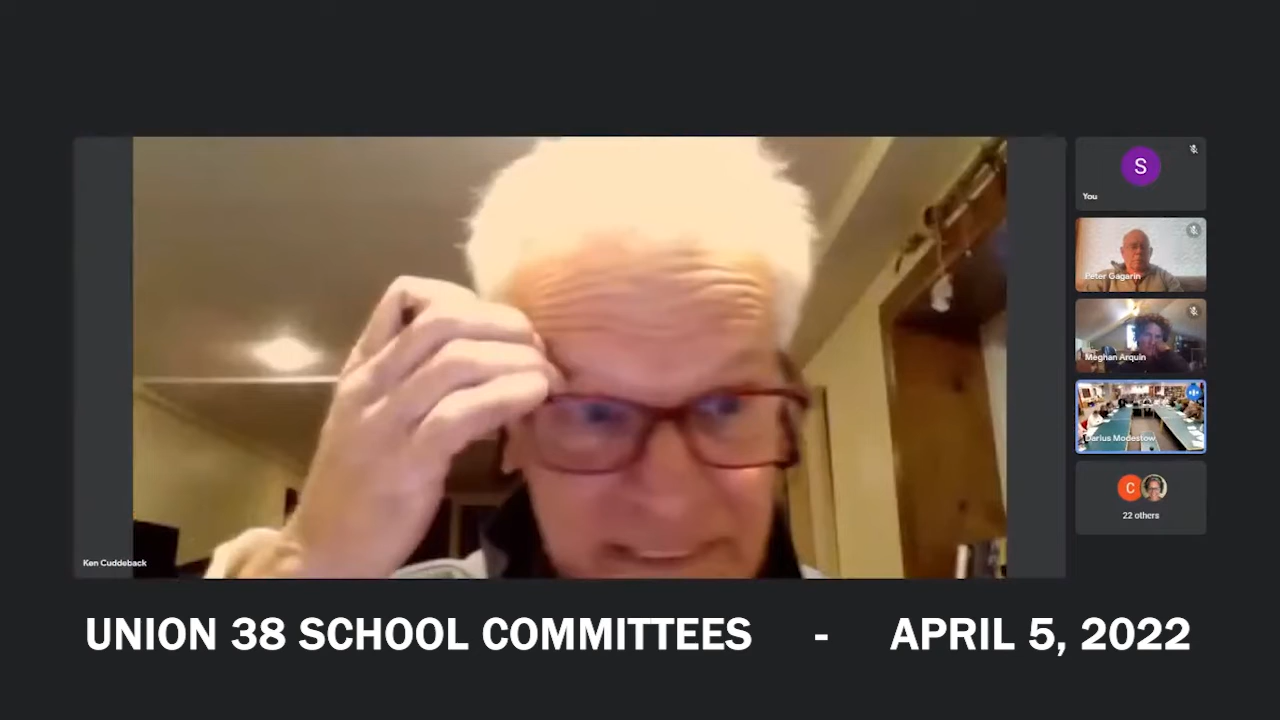 S
You
Peter Gagarin
Meghan Arquin
Darius Modestow
C
22 others
Ken Cuddeback
UNION 38 SCHOOL COMMITTEES - APRIL 5, 2022